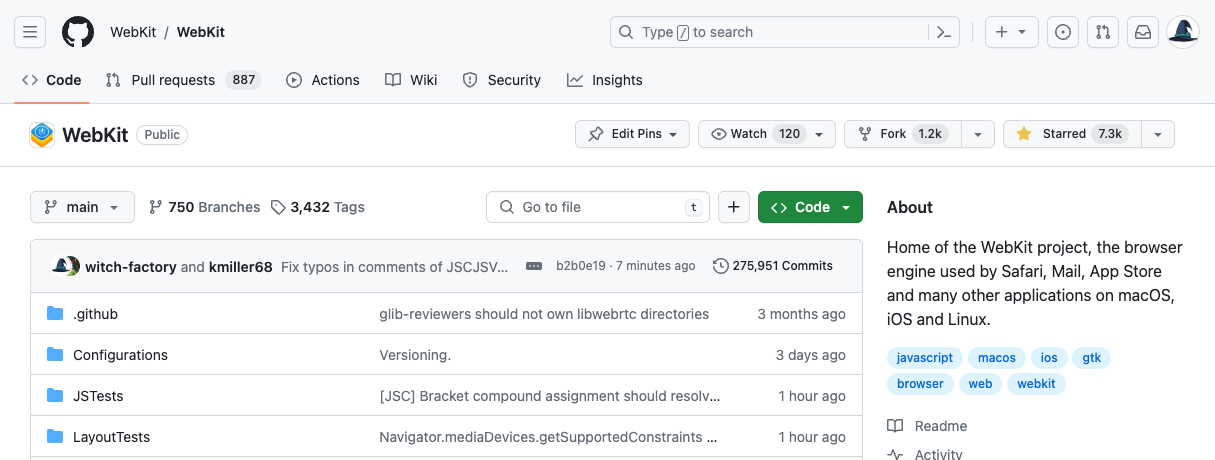 WebKit / WebKit
Type / to search
Code Pull requests 887 Actions Wiki Security Insights
WebKit Public
Edit Pins Watch 120 Fork 1.2k Starred 7.3k
main 750 Branches 3,432 Tags Go to file t + Code
witch-factory and kmiller68 Fix typos in comments of JSCJSV... b2b0e19 · 7 minutes ago 275,951 Commits
.github glib-reviewers should not own libwebrtc directories 3 months ago
Configurations Versioning. 3 days ago
JSTests [JSC] Bracket compound assignment should resolv... 1 hour ago
LayoutTests Navigator.mediaDevices.getSupportedConstraints ... 1 hour ago
About
Home of the WebKit project, the browser
engine used by Safari, Mail, App Store
and many other applications on macOS,
iOS and Linux.
javascript macos ios gtk
browser web webkit
Readme
Activity